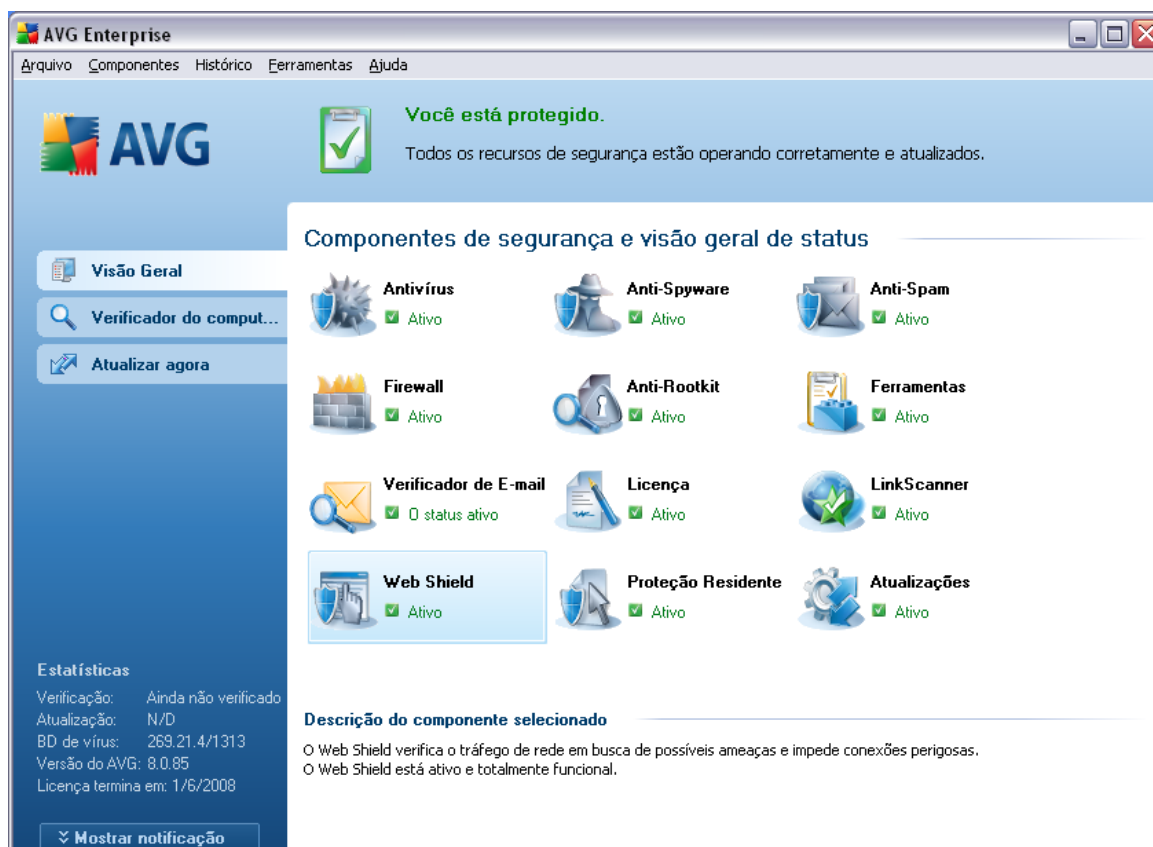 AVG Enterprise
Arquivo Componentes Histórico Ferramentas Ajuda
AVG
Você está protegido.
Todos os recursos de segurança estão operando corretamente e atualizados.
Visão Geral
Verificador do comput...
Atualizar agora
Componentes de segurança e visão geral de status
Antivírus
Ativo
Anti-Spyware
Ativo
Anti-Spam
Ativo
Firewall
Ativo
Anti-Rootkit
Ativo
Ferramentas
Ativo
Verificador de E-mail
O status ativo
Licença
Ativo
LinkScanner
Ativo
Web Shield
Ativo
Proteção Residente
Ativo
Atualizações
Ativo
Estatísticas
Verificação: Ainda não verificado
Atualização: N/D
BD de vírus: 269.21.4/1313
Versão do AVG: 8.0.85
Licença termina em: 1/6/2008
Mostrar notificação
Descrição do componente selecionado
O Web Shield verifica o tráfego de rede em busca de possíveis ameaças e impede conexões perigosas.
O Web Shield está ativo e totalmente funcional.